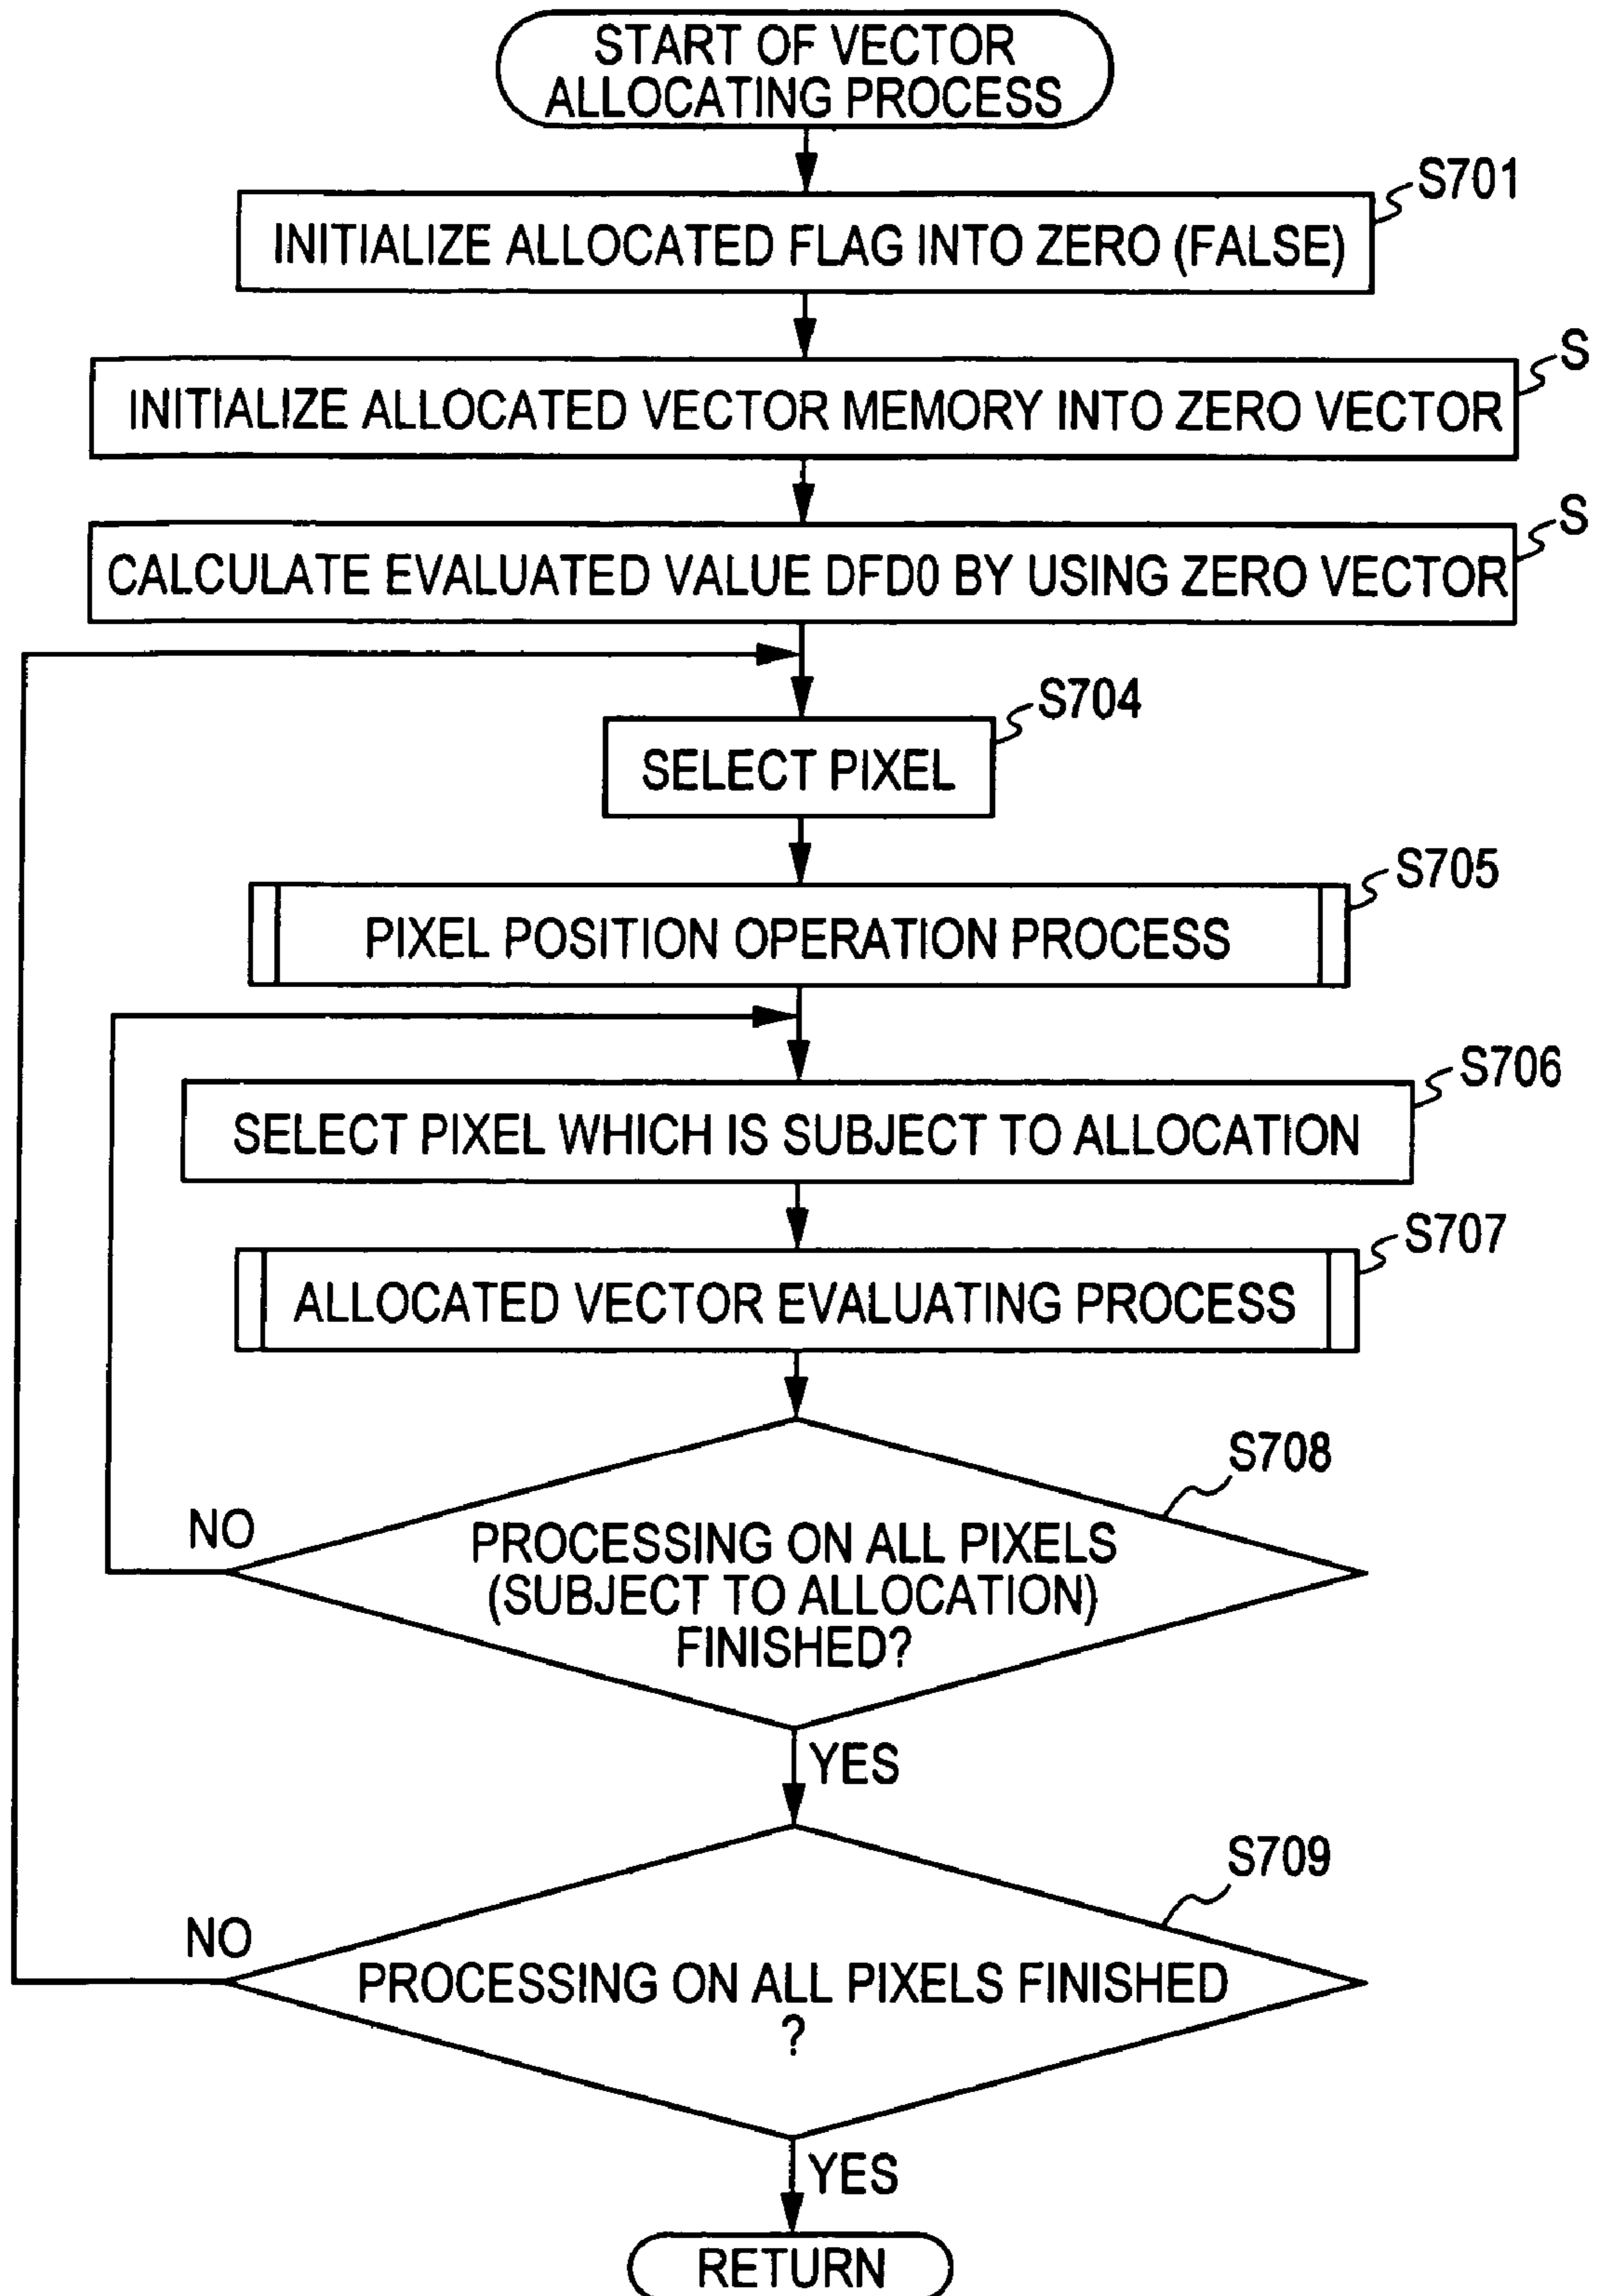 START OF VECTOR
ALLOCATING PROCESS
S701
INITIALIZE ALLOCATED FLAG INTO ZERO (FALSE)
S
INITIALIZE ALLOCATED VECTOR MEMORY INTO ZERO VECTOR
S
CALCULATE EVALUATED VALUE DFD0 BY USING ZERO VECTOR
S704
SELECT PIXEL
S705
PIXEL POSITION OPERATION PROCESS
S706
SELECT PIXEL WHICH IS SUBJECT TO ALLOCATION
S707
ALLOCATED VECTOR EVALUATING PROCESS
S708
NO
PROCESSING ON ALL PIXELS
(SUBJECT TO ALLOCATION)
FINISHED?
YES
S709
NO
PROCESSING ON ALL PIXELS FINISHED
?
YES
RETURN